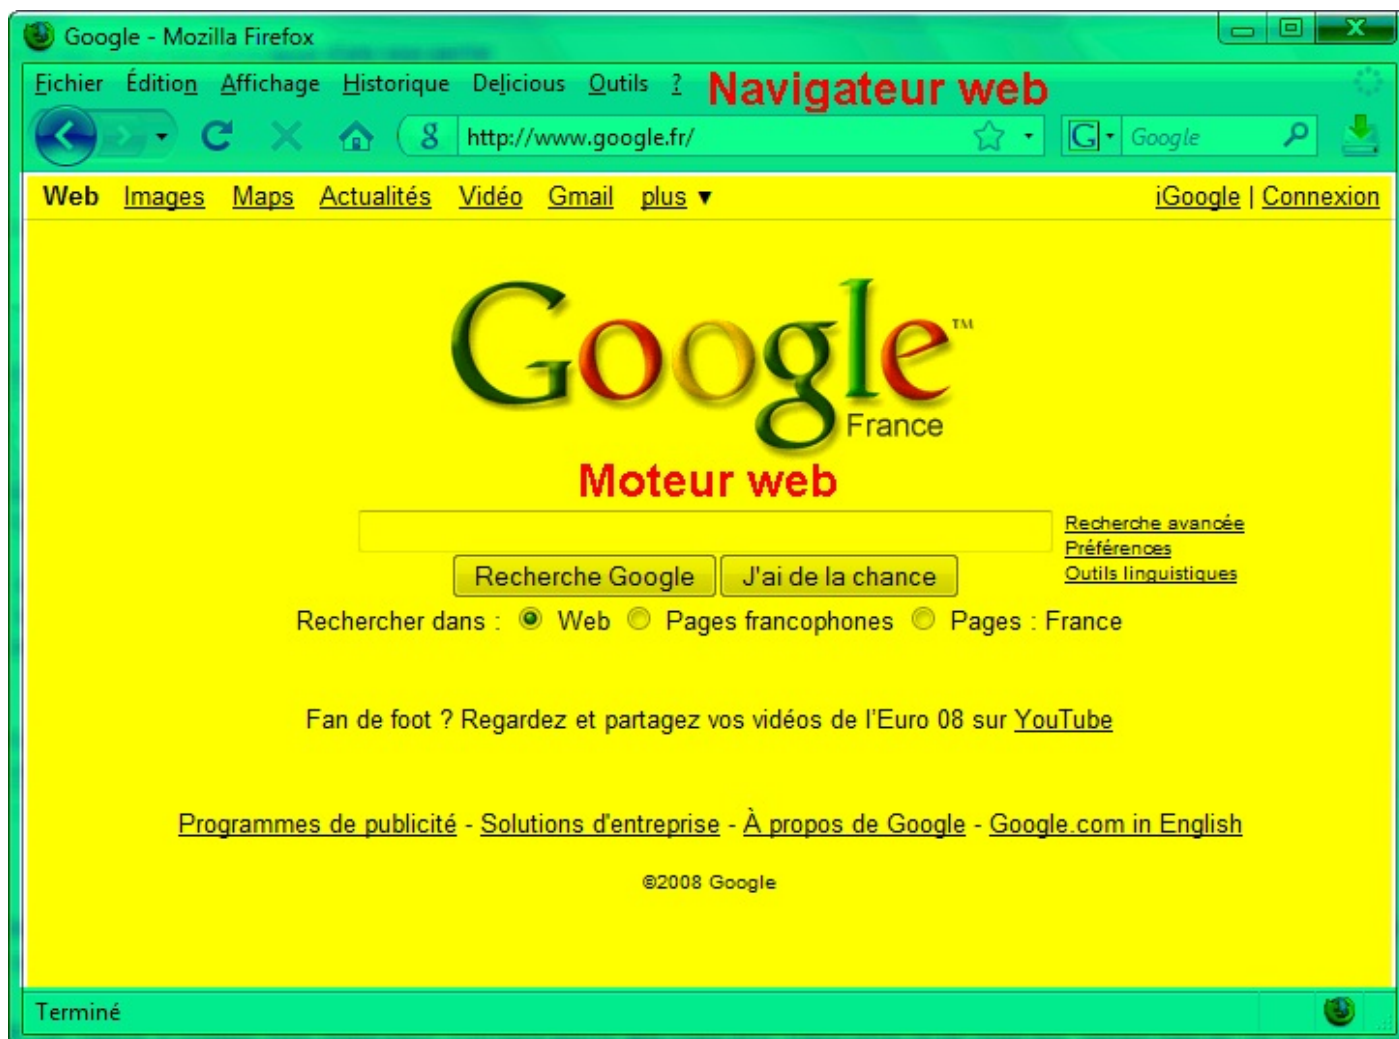 Google - Mozilla Firefox
Fichier Édition Affichage Historique Delicious Outils ? Navigateur web
8 http://www.google.fr/ G Google
Web Images Maps Actualités Vidéo Gmail plus ▼ iGoogle | Connexion
Google™
France
Moteur web
Recherche avancée
Préférences
Recherche Google J'ai de la chance Outils linguistiques
Rechercher dans : Web Pages francophones Pages : France
Fan de foot ? Regardez et partagez vos vidéos de l'Euro 08 sur YouTube
Programmes de publicité - Solutions d'entreprise - À propos de Google - Google.com in English
©2008 Google
Terminé